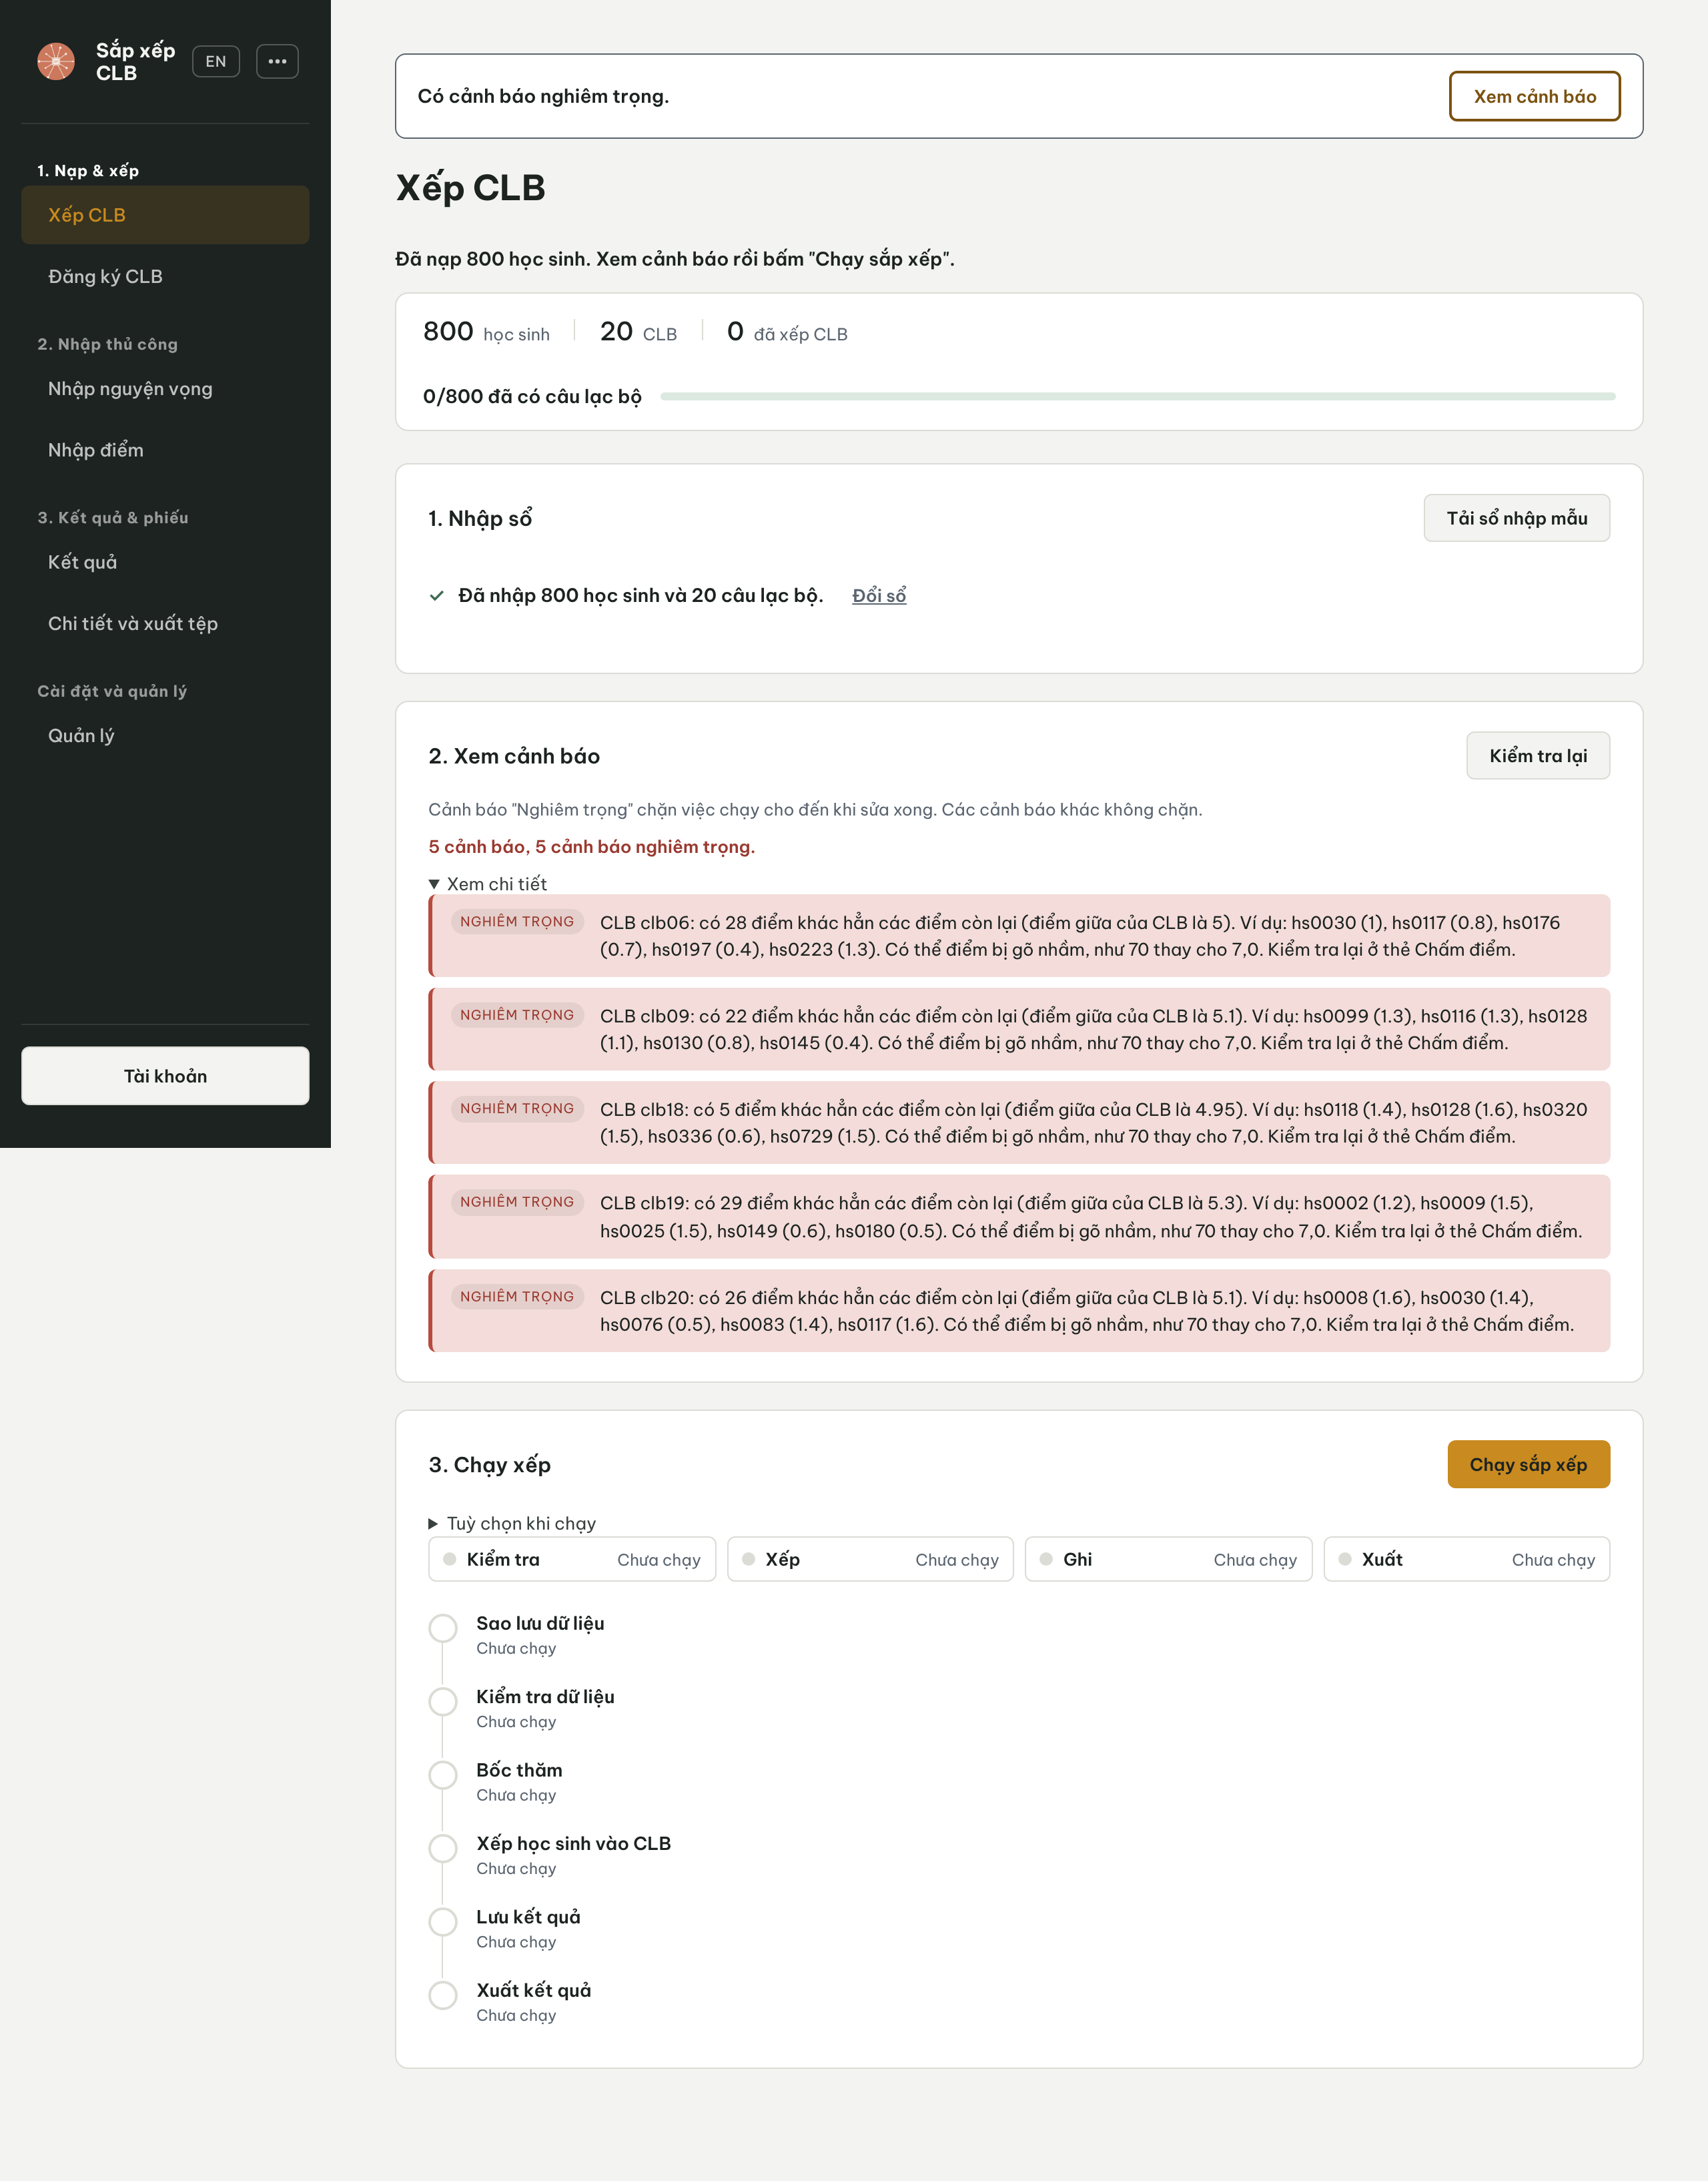 Sắp xếp
CLB
EN
1. Nạp & xếp
Xếp CLB
Đăng ký CLB
2. Nhập thủ công
Nhập nguyện vọng
Nhập điểm
3. Kết quả & phiếu
Kết quả
Chi tiết và xuất tệp
Cài đặt và quản lý
Quản lý
Tài khoản
Có cảnh báo nghiêm trọng.
Xem cảnh báo
Xếp CLB
Đã nạp 800 học sinh. Xem cảnh báo rồi bấm "Chạy sắp xếp".
800 học sinh
20 CLB
0 đã xếp CLB
0/800 đã có câu lạc bộ
1. Nhập sổ
Tải sổ nhập mẫu
Đã nhập 800 học sinh và 20 câu lạc bộ. Đổi sổ
2. Xem cảnh báo
Kiểm tra lại
Cảnh báo "Nghiêm trọng" chặn việc chạy cho đến khi sửa xong. Các cảnh báo khác không chặn.
5 cảnh báo, 5 cảnh báo nghiêm trọng.
Xem chi tiết
NGHIÊM TRỌNG
CLB clb06: có 28 điểm khác hẳn các điểm còn lại (điểm giữa của CLB là 5). Ví dụ: hs0030 (1), hs0117 (0.8), hs0176
(0.7), hs0197 (0.4), hs0223 (1.3). Có thể điểm bị gõ nhầm, như 70 thay cho 7,0. Kiểm tra lại ở thẻ Chấm điểm.
NGHIÊM TRỌNG
CLB clb09: có 22 điểm khác hẳn các điểm còn lại (điểm giữa của CLB là 5.1). Ví dụ: hs0099 (1.3), hs0116 (1.3), hs0128
(1.1), hs0130 (0.8), hs0145 (0.4). Có thể điểm bị gõ nhầm, như 70 thay cho 7,0. Kiểm tra lại ở thẻ Chấm điểm.
NGHIÊM TRỌNG
CLB clb18: có 5 điểm khác hẳn các điểm còn lại (điểm giữa của CLB là 4.95). Ví dụ: hs0118 (1.4), hs0128 (1.6), hs0320
(1.5), hs0336 (0.6), hs0729 (1.5). Có thể điểm bị gõ nhầm, như 70 thay cho 7,0. Kiểm tra lại ở thẻ Chấm điểm.
NGHIÊM TRỌNG
CLB clb19: có 29 điểm khác hẳn các điểm còn lại (điểm giữa của CLB là 5.3). Ví dụ: hs0002 (1.2), hs0009 (1.5),
hs0025 (1.5), hs0149 (0.6), hs0180 (0.5). Có thể điểm bị gõ nhầm, như 70 thay cho 7,0. Kiểm tra lại ở thẻ Chấm điểm.
NGHIÊM TRỌNG
CLB clb20: có 26 điểm khác hẳn các điểm còn lại (điểm giữa của CLB là 5.1). Ví dụ: hs0008 (1.6), hs0030 (1.4),
hs0076 (0.5), hs0083 (1.4), hs0117 (1.6). Có thể điểm bị gõ nhầm, như 70 thay cho 7,0. Kiểm tra lại ở thẻ Chấm điểm.
3. Chạy xếp
Chạy sắp xếp
Tuỳ chọn khi chạy
Kiểm tra Chưa chạy
Xếp Chưa chạy
Ghi Chưa chạy
Xuất Chưa chạy
Sao lưu dữ liệu
Chưa chạy
Kiểm tra dữ liệu
Chưa chạy
Bốc thăm
Chưa chạy
Xếp học sinh vào CLB
Chưa chạy
Lưu kết quả
Chưa chạy
Xuất kết quả
Chưa chạy